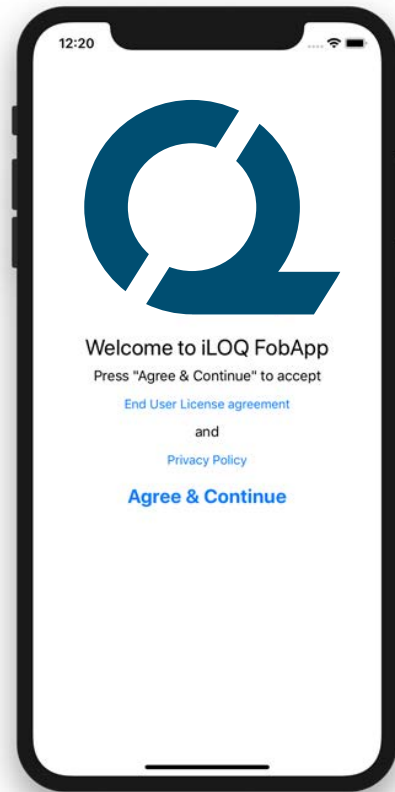 12:20
Welcome to iLOQ FobApp
Press "Agree & Continue" to accept
End User License agreement
and
Privacy Policy
Agree & Continue